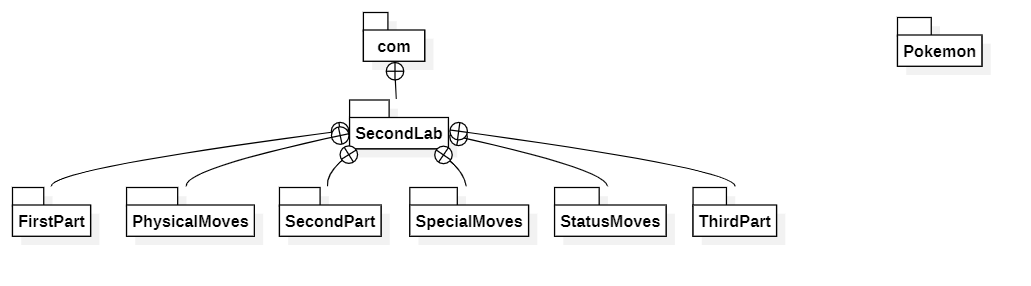 com
Pokemon
SecondLab
FirstPart
PhysicalMoves
SecondPart
SpecialMoves
StatusMoves
ThirdPart